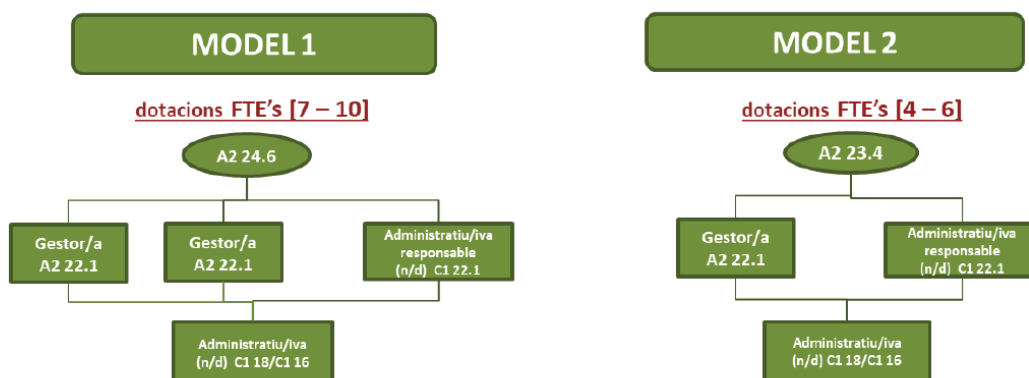 MODEL 1
dotacions FTE's [7 – 10]
A2 24.6
Gestor/a
A2 22.1
Gestor/a
A2 22.1
Administratiu/iva
responsable
(n/d) C1 22.1
Administratiu/iva
(n/d) C1 18/C1 16
MODEL 2
dotacions FTE's [4 – 6]
A2 23.4
Gestor/a
A2 22.1
Administratiu/iva
responsable
(n/d) C1 22.1
Administratiu/iva
(n/d) C1 18/C1 16